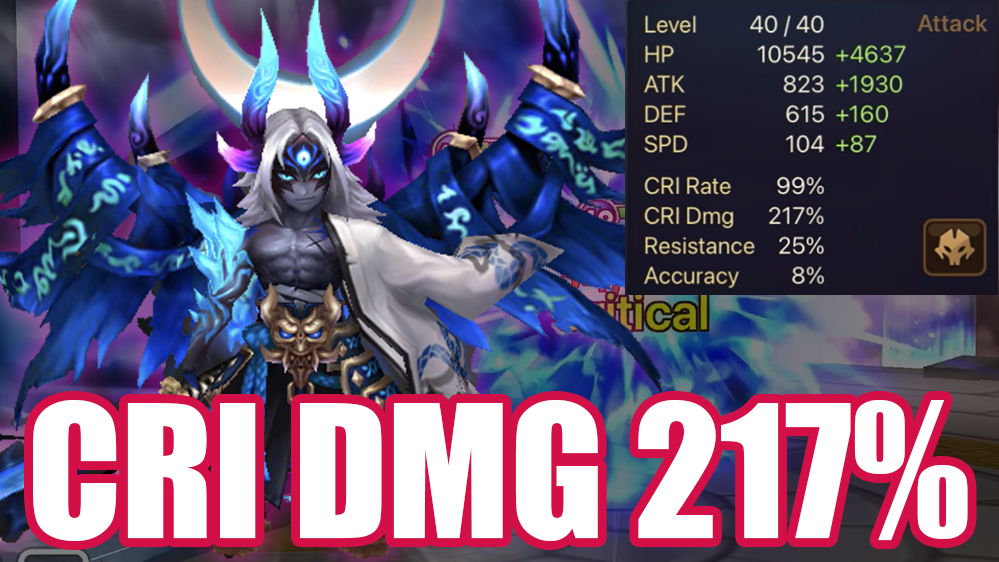 Level 40 / 40 Attack
HP 10545 +4637
ATK 823 +1930
DEF 615 +160
SPD 104 +87
CRI Rate 99%
CRI Dmg 217%
Resistance 25%
Accuracy 8%
itical
CRI DMG 217%